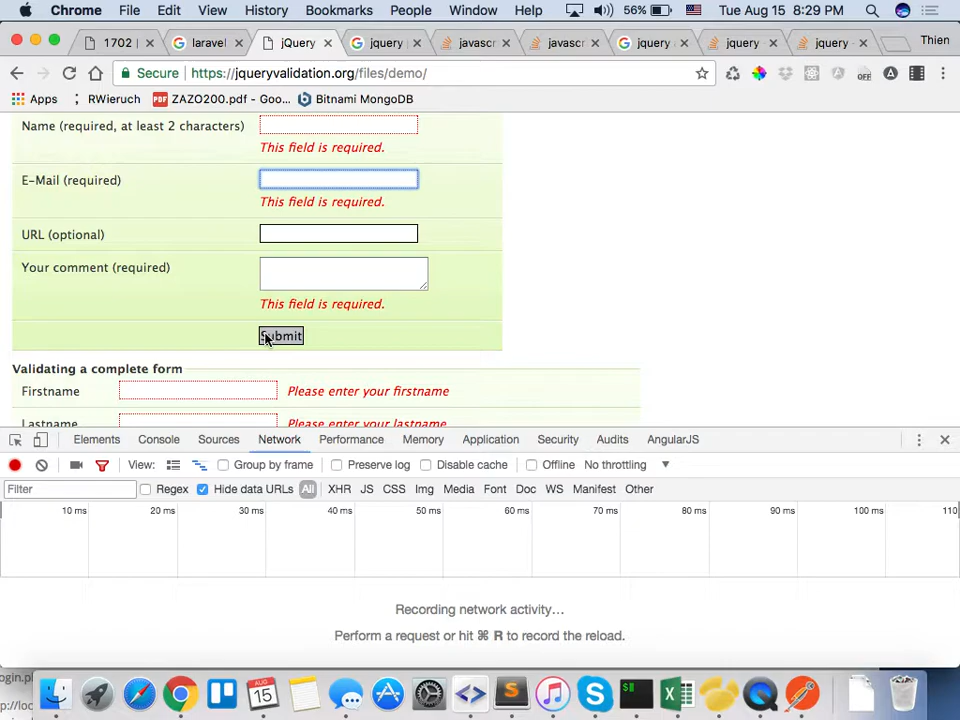 Chrome File Edit View History Bookmarks People Window Help 56% Tue Aug 15 8:29 PM
1702 laravel jQuery jquery javascr javascr jquery jquery jquery Thien
Secure https://jqueryvalidation.org/files/demo/
Apps RWieruch ZAZO200.pdf - Goo... Bitnami MongoDB
Name (required, at least 2 characters)
This field is required.
E-Mail (required)
This field is required.
URL (optional)
Your comment (required)
This field is required.
Submit
Validating a complete form
Firstname Please enter your firstname
Lastname Please enter your lastname
Elements Console Sources Network Performance Memory Application Security Audits AngularJS
View: Group by frame Preserve log Disable cache Offline No throttling
Filter Regex Hide data URLs All XHR JS CSS Img Media Font Doc WS Manifest Other
10 ms 20 ms 30 ms 40 ms 50 ms 60 ms 70 ms 80 ms 90 ms 100 ms 110
Recording network activity…
Perform a request or hit ⌘ R to record the reload.